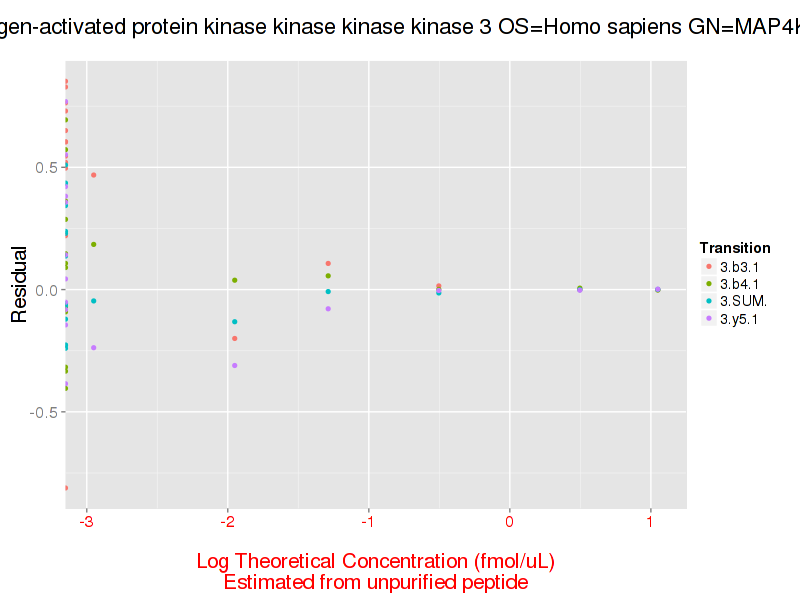 gen-activated protein kinase kinase kinase kinase 3 OS=Homo sapiens GN=MAP4K
Residual
0.5
0.0
-0.5
-3
-2
-1
0
1
Log Theoretical Concentration (fmol/uL)
Estimated from unpurified peptide
Transition
3.b3.1
3.b4.1
3.SUM.
3.y5.1